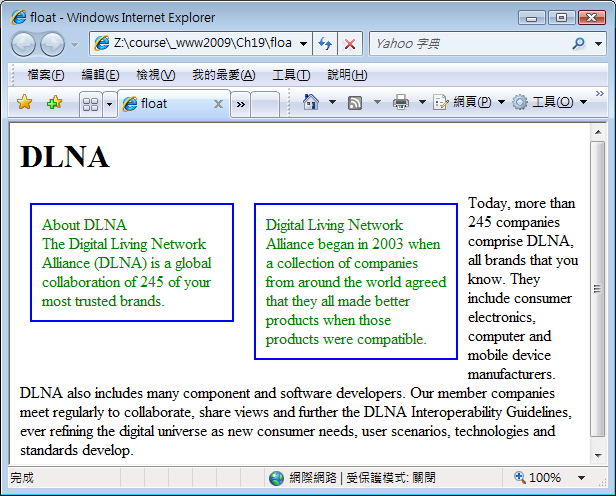 float - Windows Internet Explorer
Z:\course\_www2009\Ch19\floa
Yahoo 字典
檔案(F) 編輯(E) 檢視(V) 我的最愛(A) 工具(T) 說明(H)
float
網頁(P) 工具(O)
DLNA
About DLNA
The Digital Living Network
Alliance (DLNA) is a global
collaboration of 245 of your
most trusted brands.
Digital Living Network
Alliance began in 2003 when
a collection of companies
from around the world agreed
that they all made better
products when those
products were compatible.
Today, more than
245 companies
comprise DLNA,
all brands that you
know. They
include consumer
electronics,
computer and
mobile device
manufacturers.
DLNA also includes many component and software developers. Our member companies
meet regularly to collaborate, share views and further the DLNA Interoperability Guidelines,
ever refining the digital universe as new consumer needs, user scenarios, technologies and
standards develop.
完成
網際網路 | 受保護模式: 關閉
100%